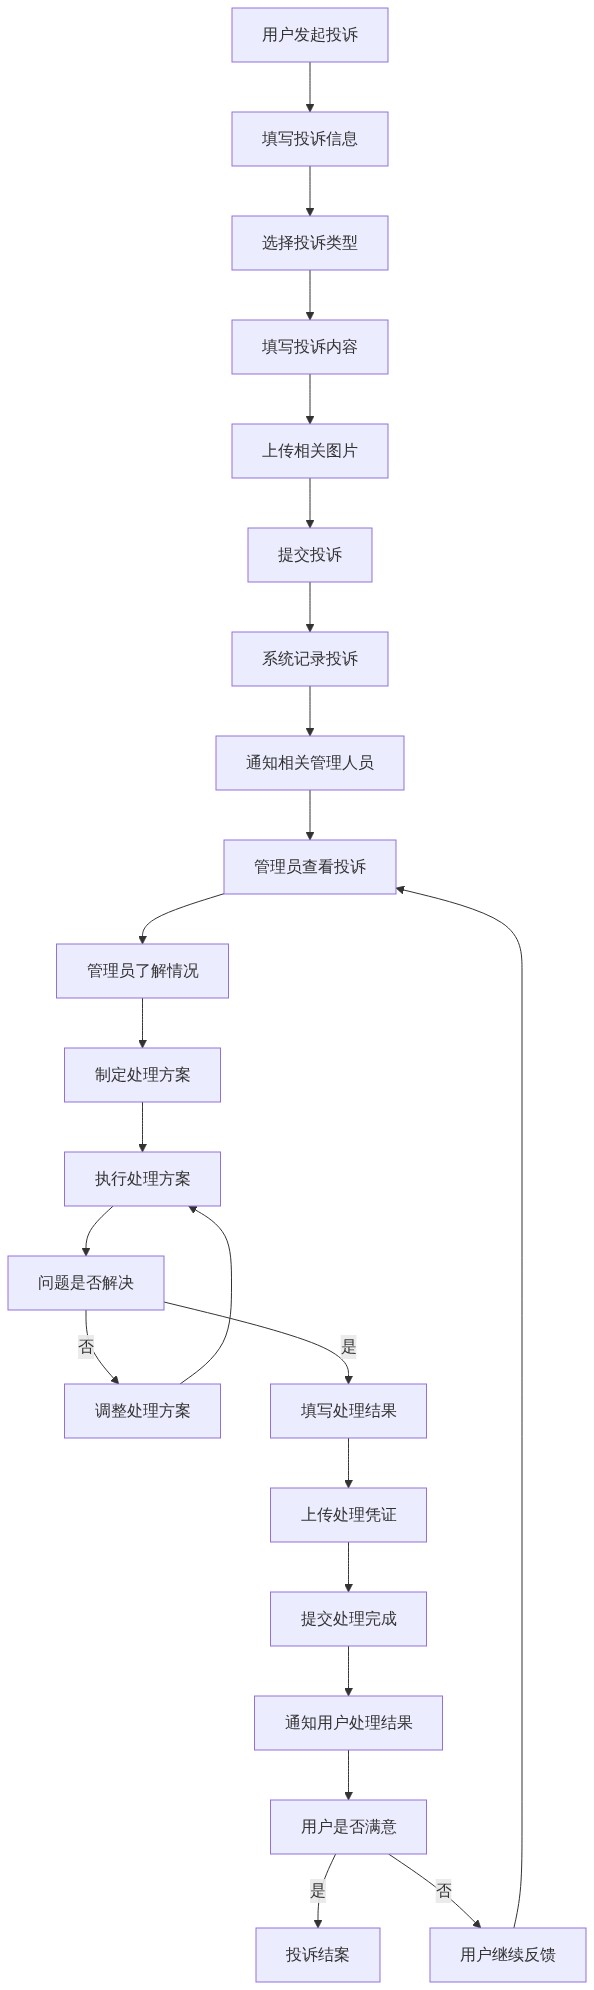 用户发起投诉
填写投诉信息
选择投诉类型
填写投诉内容
上传相关图片
提交投诉
系统记录投诉
通知相关管理人员
管理员查看投诉
管理员了解情况
制定处理方案
执行处理方案
问题是否解决
否
是
调整处理方案
填写处理结果
上传处理凭证
提交处理完成
通知用户处理结果
用户是否满意
是
否
投诉结案
用户继续反馈